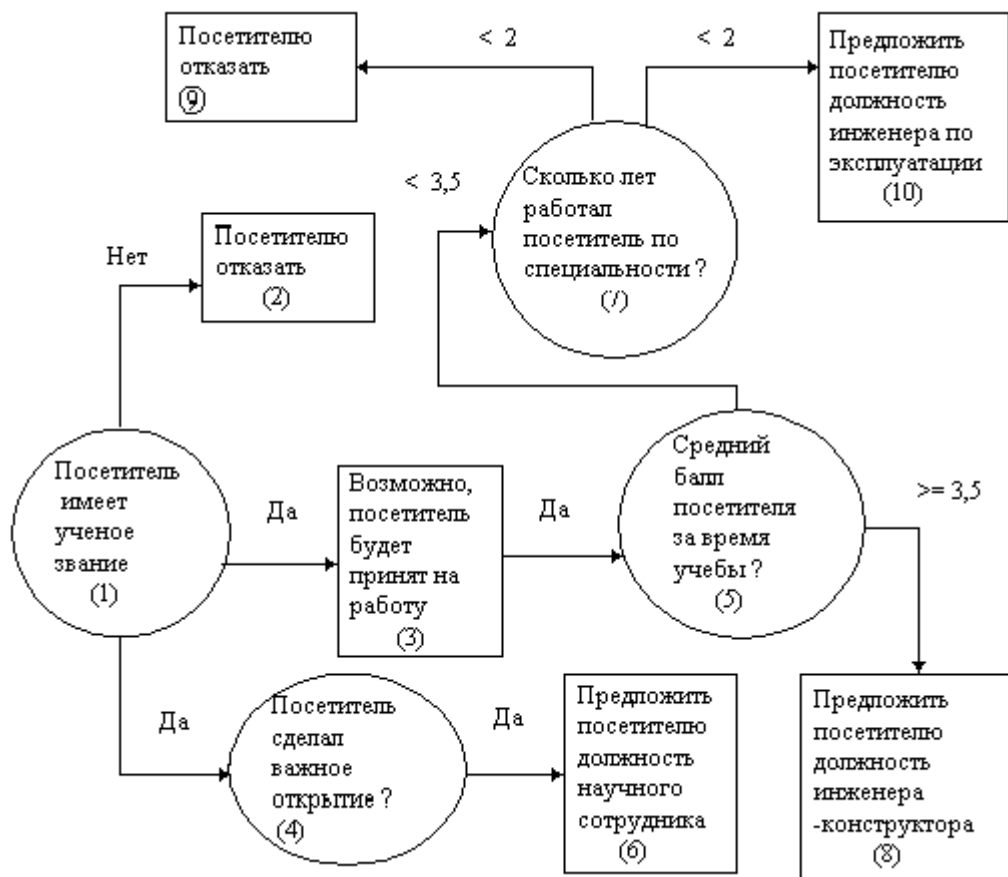 Посетителю
отказать
(9)
< 2
< 2
Предложить
посетителю
должность
инженера по
эксплуатации
(10)
< 3,5
Сколько лет
работал
посетитель по
специальности ?
(7)
Нет
Посетителю
отказать
(2)
Посетитель
имеет
ученое
звание
(1)
Да
Возможно,
посетитель
будет
принят на
работу
(3)
Да
Средний
балл
посетителя
за время
учебы ?
(5)
>= 3,5
Да
Посетитель
сделал
важное
открытие ?
(4)
Да
Предложить
посетителю
должность
научного
сотрудника
(6)
Предложить
посетителю
должность
инженера
-конструктора
(8)